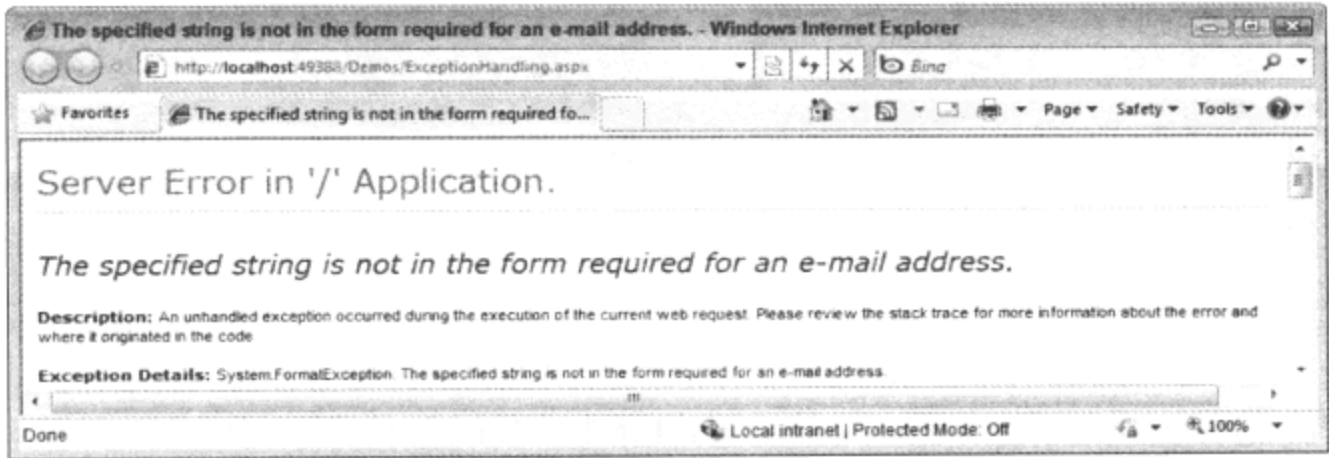 The specified string is not in the form required for an e-mail address. - Windows Internet Explorer
http://localhost:49388/Demos/ExceptionHandling.aspx
Bing
Favorites
The specified string is not in the form required fo...
Page
Safety
Tools
Server Error in '/' Application.
The specified string is not in the form required for an e-mail address.
Description: An unhandled exception occurred during the execution of the current web request. Please review the stack trace for more information about the error and
where it originated in the code
Exception Details: System.FormatException: The specified string is not in the form required for an e-mail address.
Done
Local intranet | Protected Mode: Off
100%